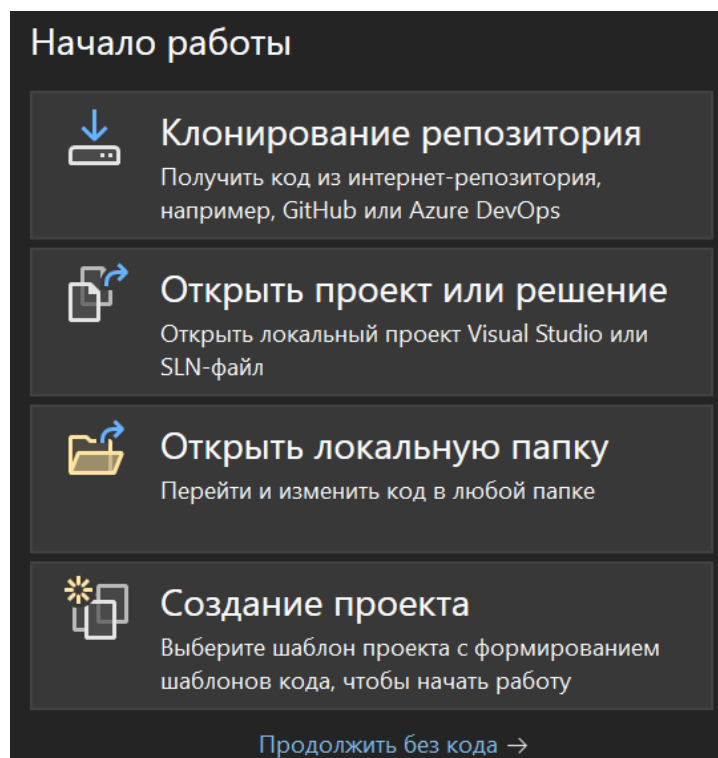 Начало работы
Клонирование репозитория
Получить код из интернет-репозитория,
например, GitHub или Azure DevOps
Открыть проект или решение
Открыть локальный проект Visual Studio или
SLN-файл
Открыть локальную папку
Перейти и изменить код в любой папке
Создание проекта
Выберите шаблон проекта с формированием
шаблонов кода, чтобы начать работу
Продолжить без кода →